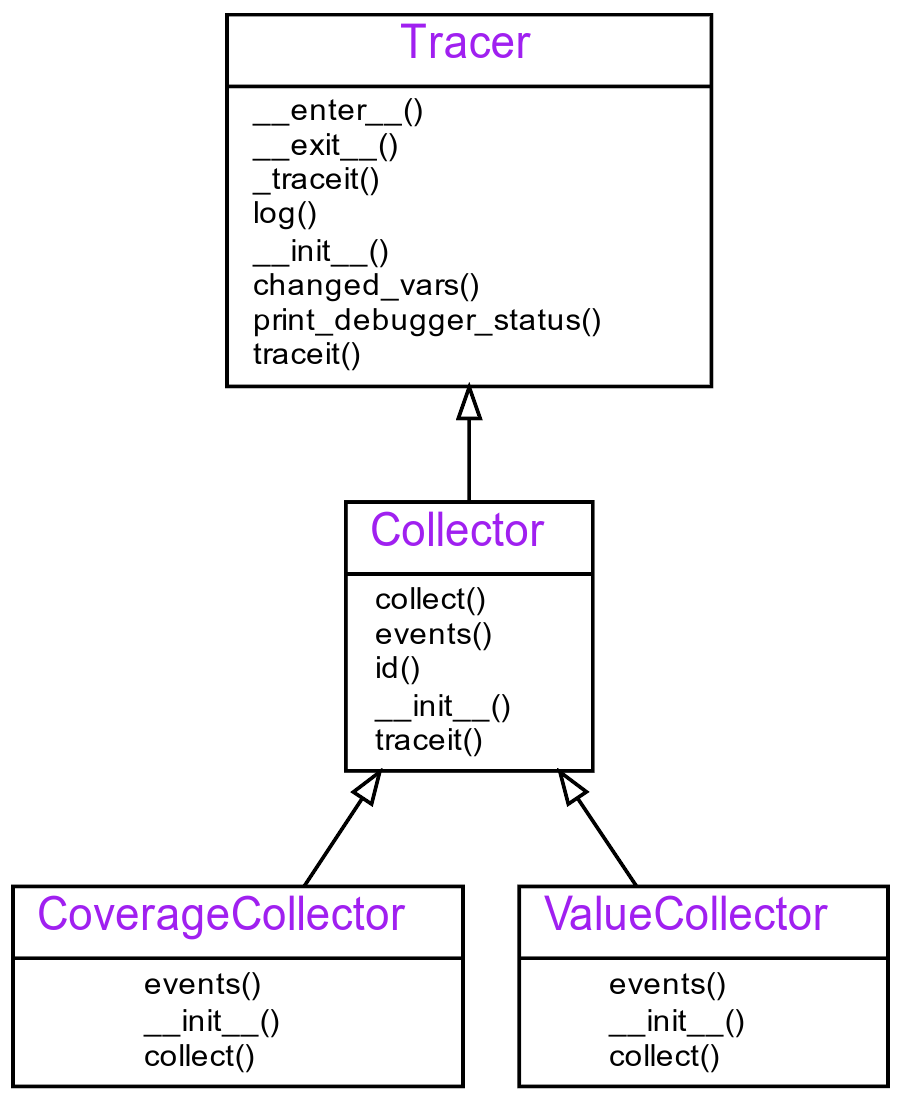 Tracer
__enter__()
__exit__()
_traceit()
log()
__init__()
changed_vars()
print_debugger_status()
traceit()
Collector
collect()
events()
id()
__init__()
traceit()
CoverageCollector
events()
__init__()
collect()
ValueCollector
events()
__init__()
collect()